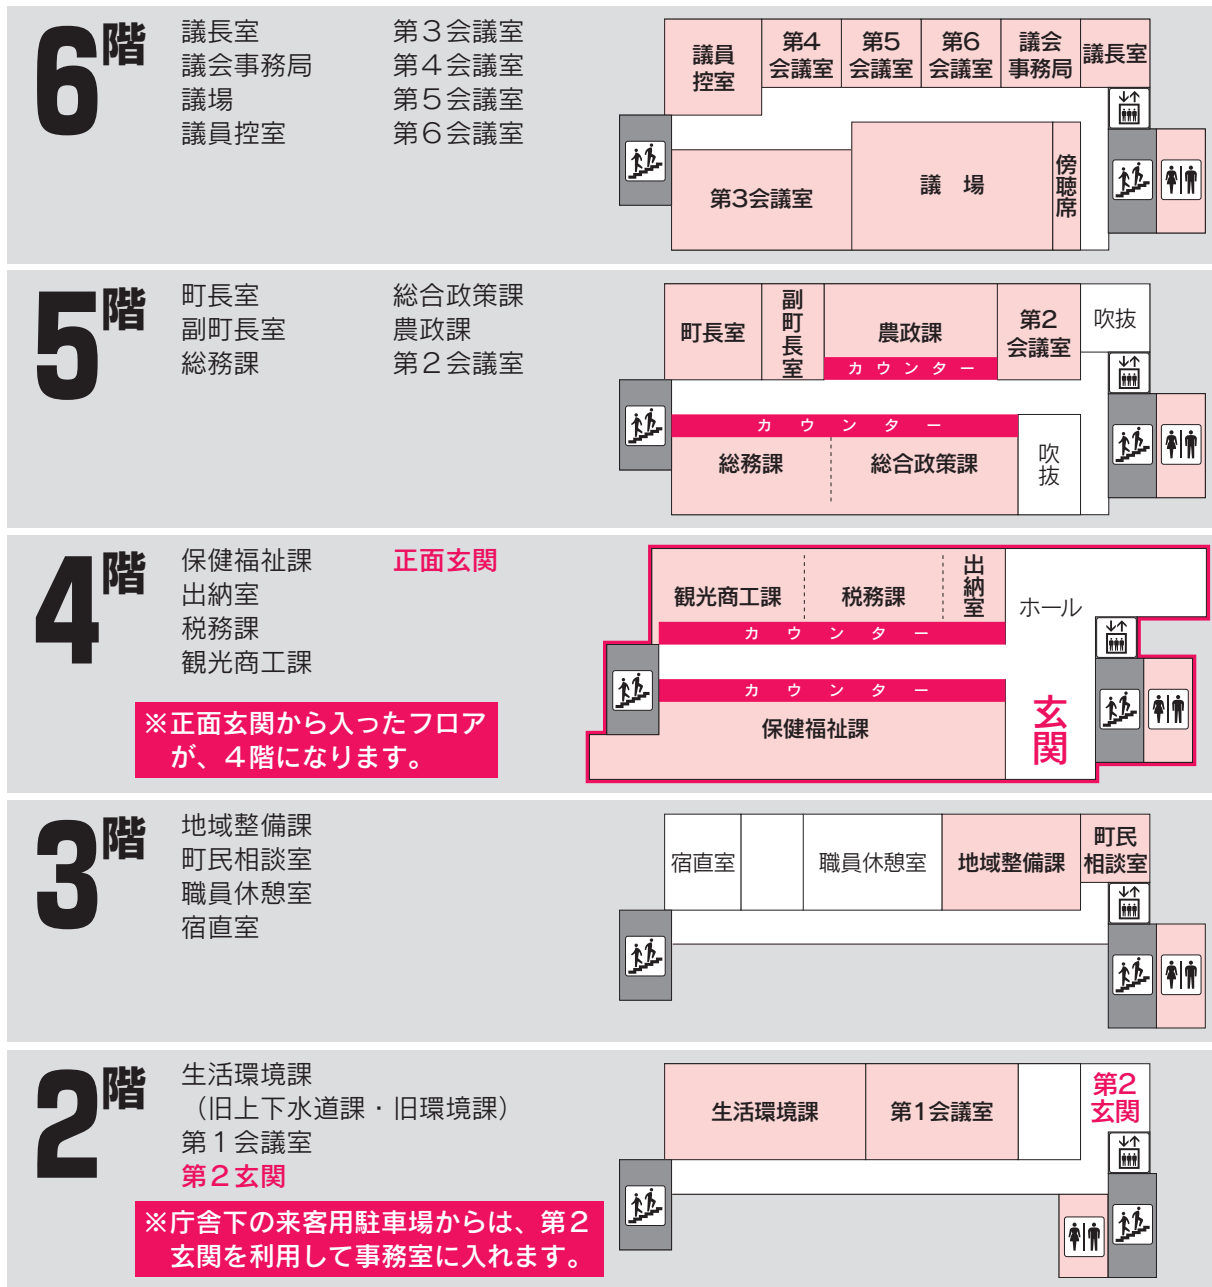 6階
議長室
議会事務局
議場
議員控室
第３会議室
第４会議室
第５会議室
第６会議室
議員
控室
第4
会議室
第5
会議室
第6
会議室
議会
事務局
議長室
第3会議室
議 場
傍聴席
5階
町長室
副町長室
総務課
総合政策課
農政課
第２会議室
町長室
副町長室
農政課
カウンター
第2
会議室
吹抜
カウンター
総務課
総合政策課
吹抜
4階
保健福祉課
出納室
税務課
観光商工課
正面玄関
※正面玄関から入ったフロア
が、４階になります。
観光商工課
税務課
出納室
カウンター
ホール
カウンター
保健福祉課
玄関
3階
地域整備課
町民相談室
職員休憩室
宿直室
宿直室
職員休憩室
地域整備課
町民
相談室
2階
生活環境課
（旧上下水道課・旧環境課）
第１会議室
第２玄関
※庁舎下の来客用駐車場からは、第２
玄関を利用して事務室に入れます。
生活環境課
第1会議室
第2
玄関